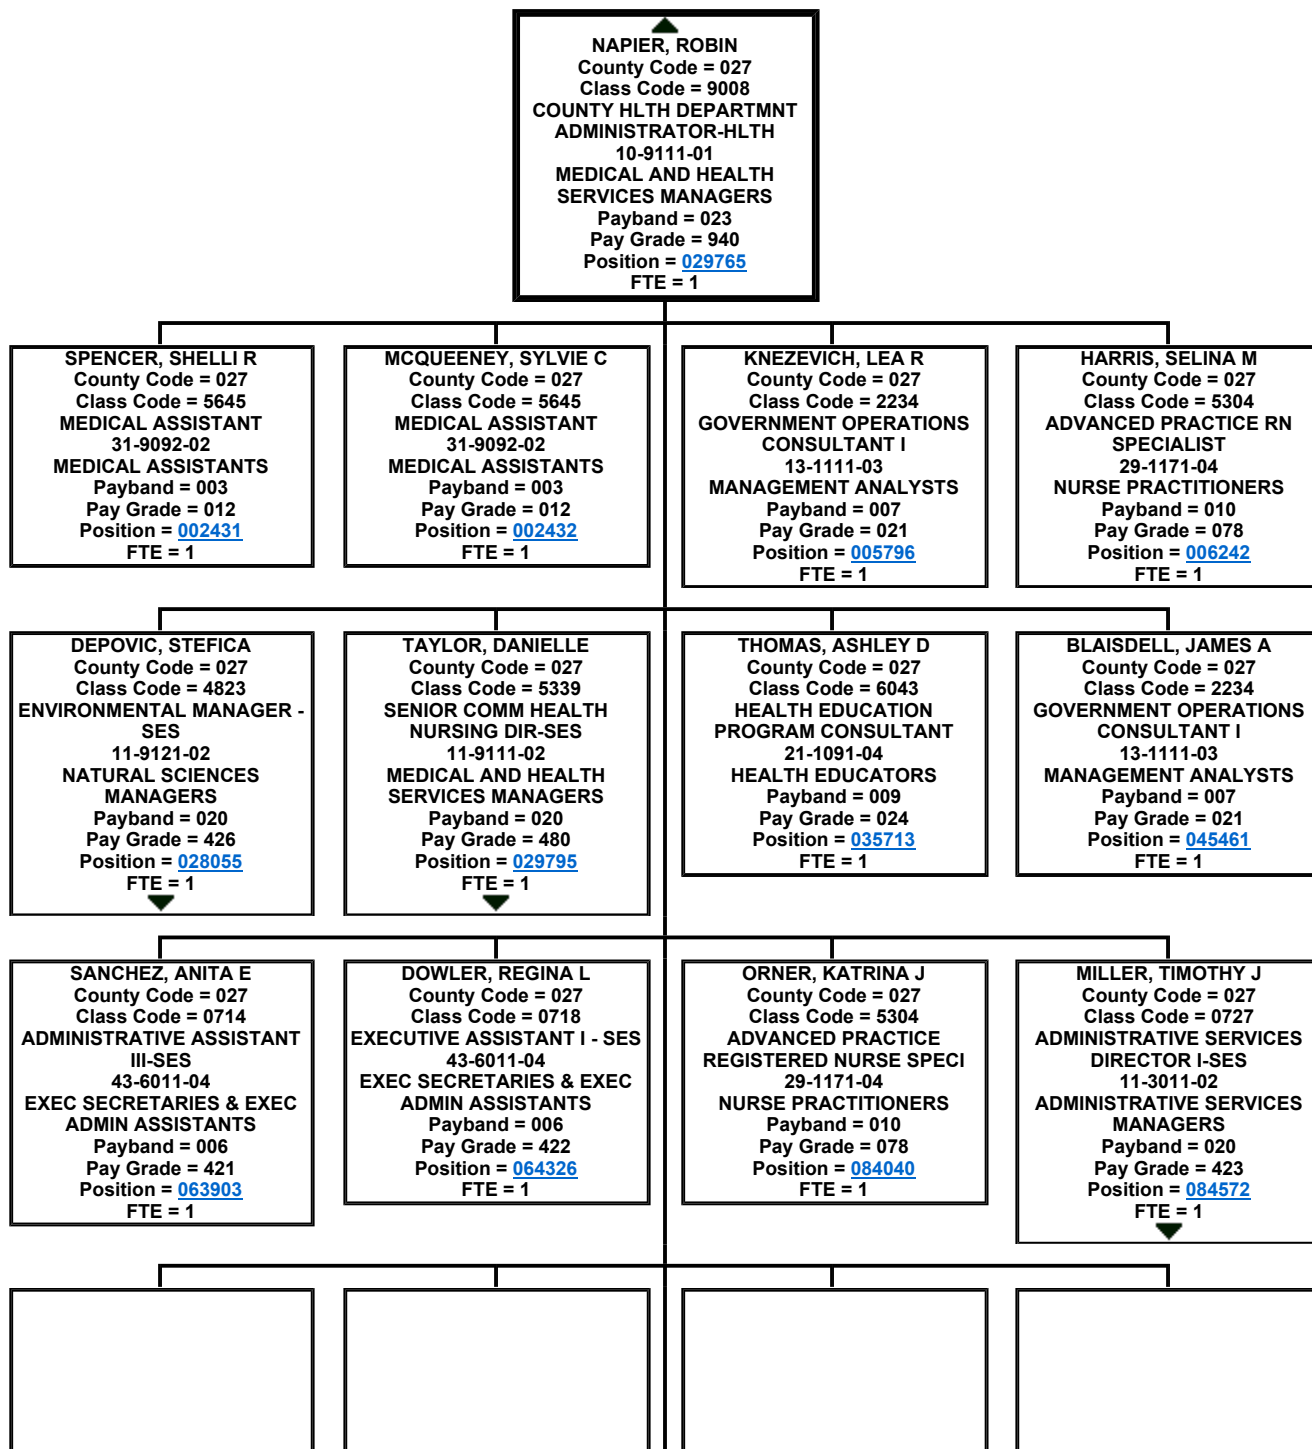 NAPIER, ROBIN
County Code = 027
Class Code = 9008
COUNTY HLTH DEPARTMNT
ADMINISTRATOR-HLTH
10-9111-01
MEDICAL AND HEALTH
SERVICES MANAGERS
Payband = 023
Pay Grade = 940
Position = 029765
FTE = 1
SPENCER, SHELLI R
County Code = 027
Class Code = 5645
MEDICAL ASSISTANT
31-9092-02
MEDICAL ASSISTANTS
Payband = 003
Pay Grade = 012
Position = 002431
FTE = 1
MCQUEENEY, SYLVIE C
County Code = 027
Class Code = 5645
MEDICAL ASSISTANT
31-9092-02
MEDICAL ASSISTANTS
Payband = 003
Pay Grade = 012
Position = 002432
FTE = 1
KNEZEVICH, LEA R
County Code = 027
Class Code = 2234
GOVERNMENT OPERATIONS
CONSULTANT I
13-1111-03
MANAGEMENT ANALYSTS
Payband = 007
Pay Grade = 021
Position = 005796
FTE = 1
HARRIS, SELINA M
County Code = 027
Class Code = 5304
ADVANCED PRACTICE RN
SPECIALIST
29-1171-04
NURSE PRACTITIONERS
Payband = 010
Pay Grade = 078
Position = 006242
FTE = 1
DEPOVIC, STEFICA
County Code = 027
Class Code = 4823
ENVIRONMENTAL MANAGER -
SES
11-9121-02
NATURAL SCIENCES
MANAGERS
Payband = 020
Pay Grade = 426
Position = 028055
FTE = 1
TAYLOR, DANIELLE
County Code = 027
Class Code = 5339
SENIOR COMM HEALTH
NURSING DIR-SES
11-9111-02
MEDICAL AND HEALTH
SERVICES MANAGERS
Payband = 020
Pay Grade = 480
Position = 029795
FTE = 1
THOMAS, ASHLEY D
County Code = 027
Class Code = 6043
HEALTH EDUCATION
PROGRAM CONSULTANT
21-1091-04
HEALTH EDUCATORS
Payband = 009
Pay Grade = 024
Position = 035713
FTE = 1
BLAISDELL, JAMES A
County Code = 027
Class Code = 2234
GOVERNMENT OPERATIONS
CONSULTANT I
13-1111-03
MANAGEMENT ANALYSTS
Payband = 007
Pay Grade = 021
Position = 045461
FTE = 1
SANCHEZ, ANITA E
County Code = 027
Class Code = 0714
ADMINISTRATIVE ASSISTANT
III-SES
43-6011-04
EXEC SECRETARIES & EXEC
ADMIN ASSISTANTS
Payband = 006
Pay Grade = 421
Position = 063903
FTE = 1
DOWLER, REGINA L
County Code = 027
Class Code = 0718
EXECUTIVE ASSISTANT I - SES
43-6011-04
EXEC SECRETARIES & EXEC
ADMIN ASSISTANTS
Payband = 006
Pay Grade = 422
Position = 064326
FTE = 1
ORNER, KATRINA J
County Code = 027
Class Code = 5304
ADVANCED PRACTICE
REGISTERED NURSE SPECI
29-1171-04
NURSE PRACTITIONERS
Payband = 010
Pay Grade = 078
Position = 084040
FTE = 1
MILLER, TIMOTHY J
County Code = 027
Class Code = 0727
ADMINISTRATIVE SERVICES
DIRECTOR I-SES
11-3011-02
ADMINISTRATIVE SERVICES
MANAGERS
Payband = 020
Pay Grade = 423
Position = 084572
FTE = 1